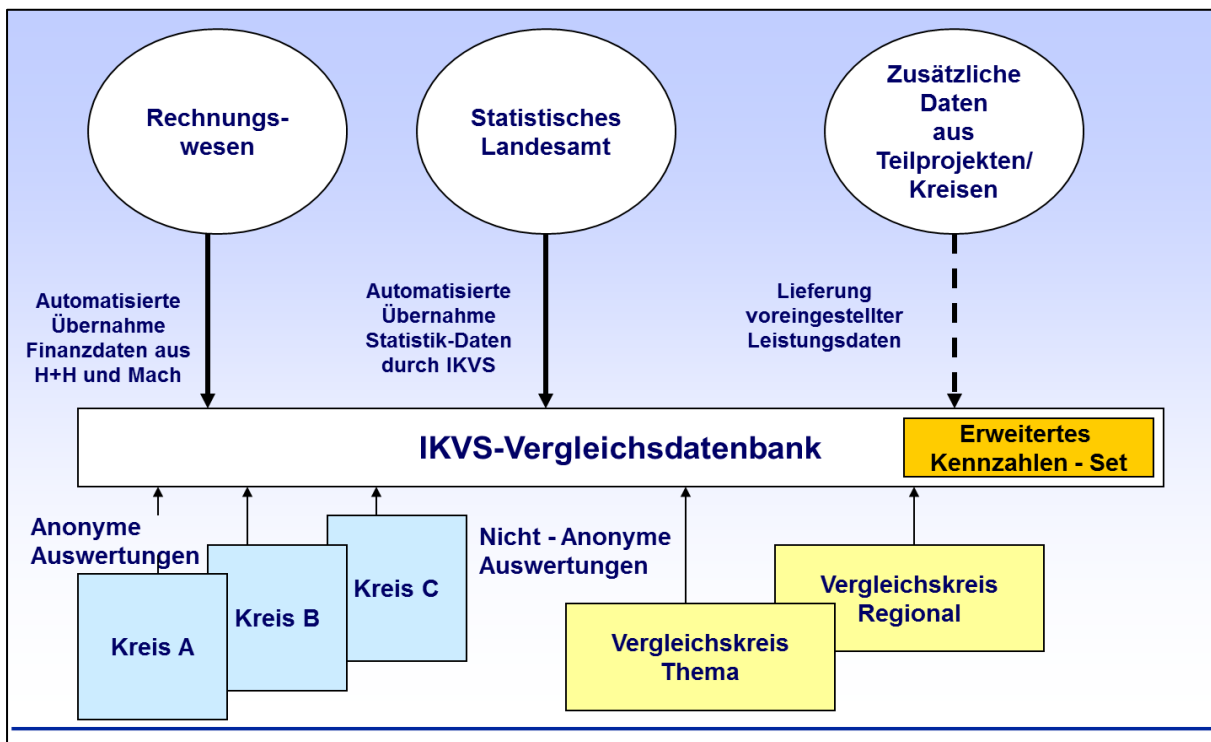 Rechnungs-
wesen
Statistisches
Landesamt
Zusätzliche
Daten
aus
Teilprojekten/
Kreisen
Automatisierte
Übernahme
Finanzdaten aus
H+H und Mach
Automatisierte
Übernahme
Statistik-Daten
durch IKVS
Lieferung
voreingestellter
Leistungsdaten
IKVS-Vergleichsdatenbank
Erweitertes
Kennzahlen - Set
Anonyme
Auswertungen
Kreis A
Kreis B
Kreis C
Nicht - Anonyme
Auswertungen
Vergleichskreis
Thema
Vergleichskreis
Regional